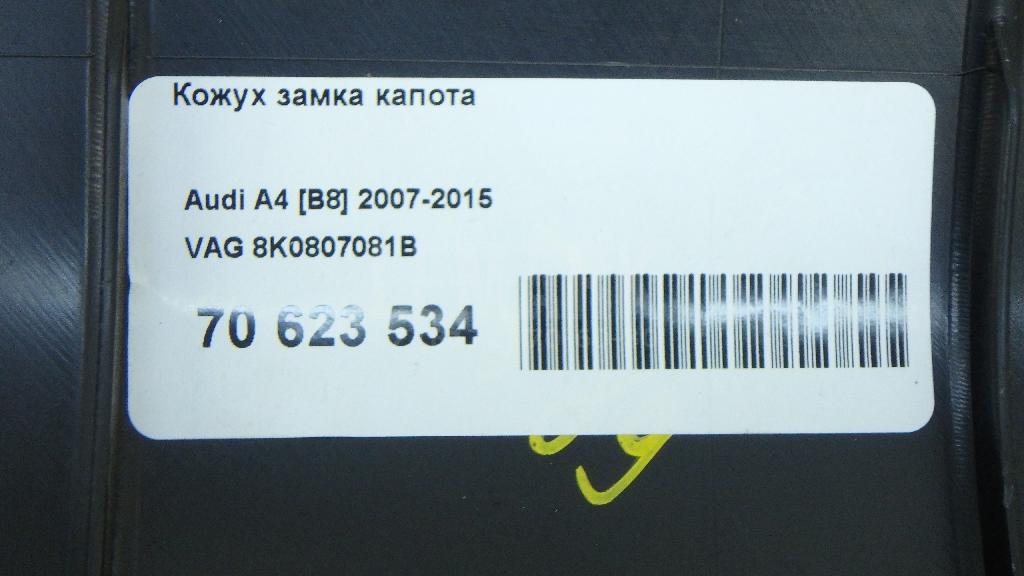 Кожух замка капота
Audi A4 [B8] 2007-2015
VAG 8K0807081B
70 623 534